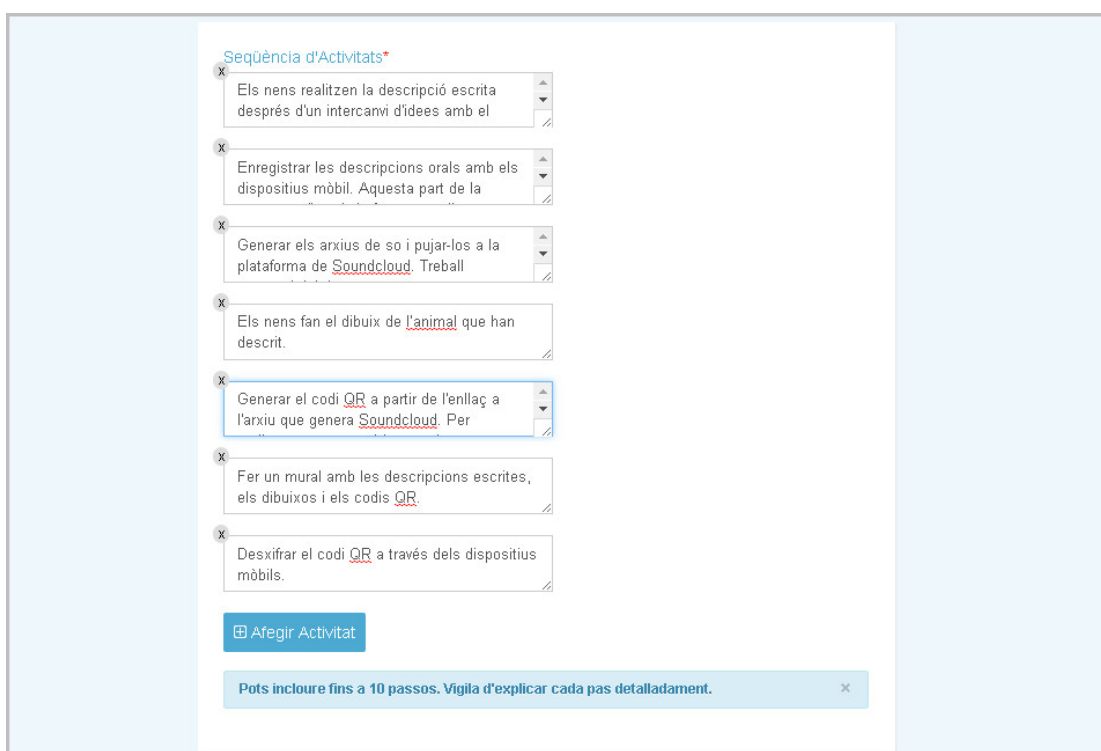 Seqüència d'Activitats*
x
Els nens realitzen la descripció escrita
després d'un intercanvi d'idees amb el
x
Enregistrar les descripcions orals amb els
dispositius mòbil. Aquesta part de la
x
Generar els arxius de so i pujar-los a la
plataforma de Soundcloud. Treball
x
Els nens fan el dibuix de l'animal que han
descrit.
x
Generar el codi QR a partir de l'enllaç a
l'arxiu que genera Soundcloud. Per
x
Fer un mural amb les descripcions escrites,
els dibuixos i els codis QR.
x
Desxifrar el codi QR a través dels dispositius
mòbils.
Afegir Activitat
Pots incloure fins a 10 passos. Vigila d'explicar cada pas detalladament. ×